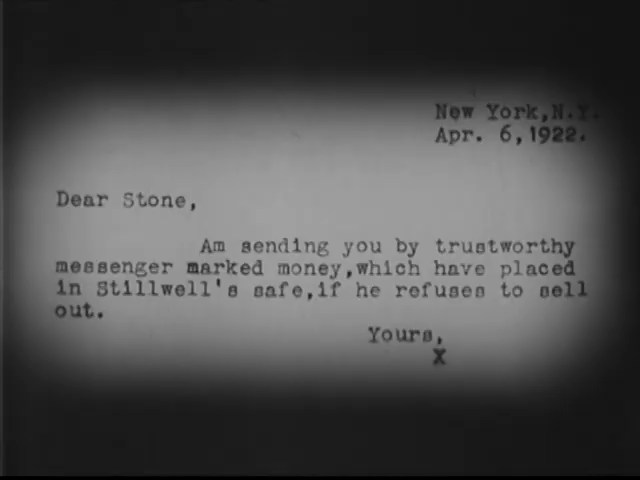 New York,N.Y.
Apr. 6,1922.
Dear Stone,
Am sending you by trustworthy
messenger marked money,which have placed
in Stillwell's safe,if he refuses to sell
out.
Yours,
X